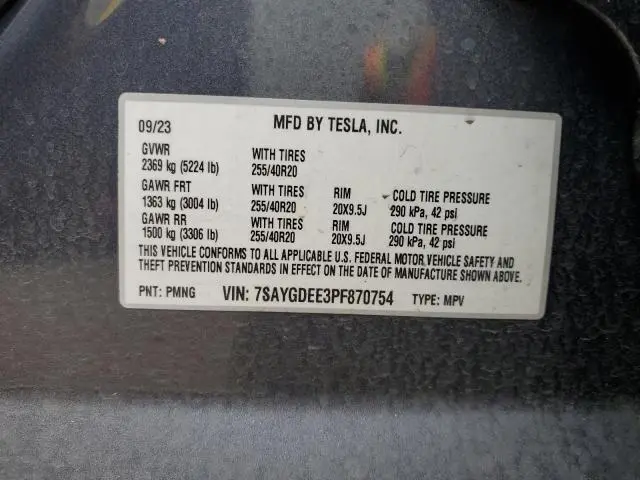 09/23 MFD BY TESLA, INC.
GVWR WITH TIRES
2369 kg (5224 lb) 255/40R20
GAWR FRT WITH TIRES RIM COLD TIRE PRESSURE
1363 kg (3004 lb) 255/40R20 20X9.5J 290 kPa, 42 psi
GAWR RR WITH TIRES RIM COLD TIRE PRESSURE
1500 kg (3306 lb) 255/40R20 20X9.5J 290 kPa, 42 psi
THIS VEHICLE CONFORMS TO ALL APPLICABLE U.S. FEDERAL MOTOR VEHICLE SAFETY AND
THEFT PREVENTION STANDARDS IN EFFECT ON THE DATE OF MANUFACTURE SHOWN ABOVE.
PNT: PMNG VIN: 7SAYGDEE3PF870754 TYPE: MPV